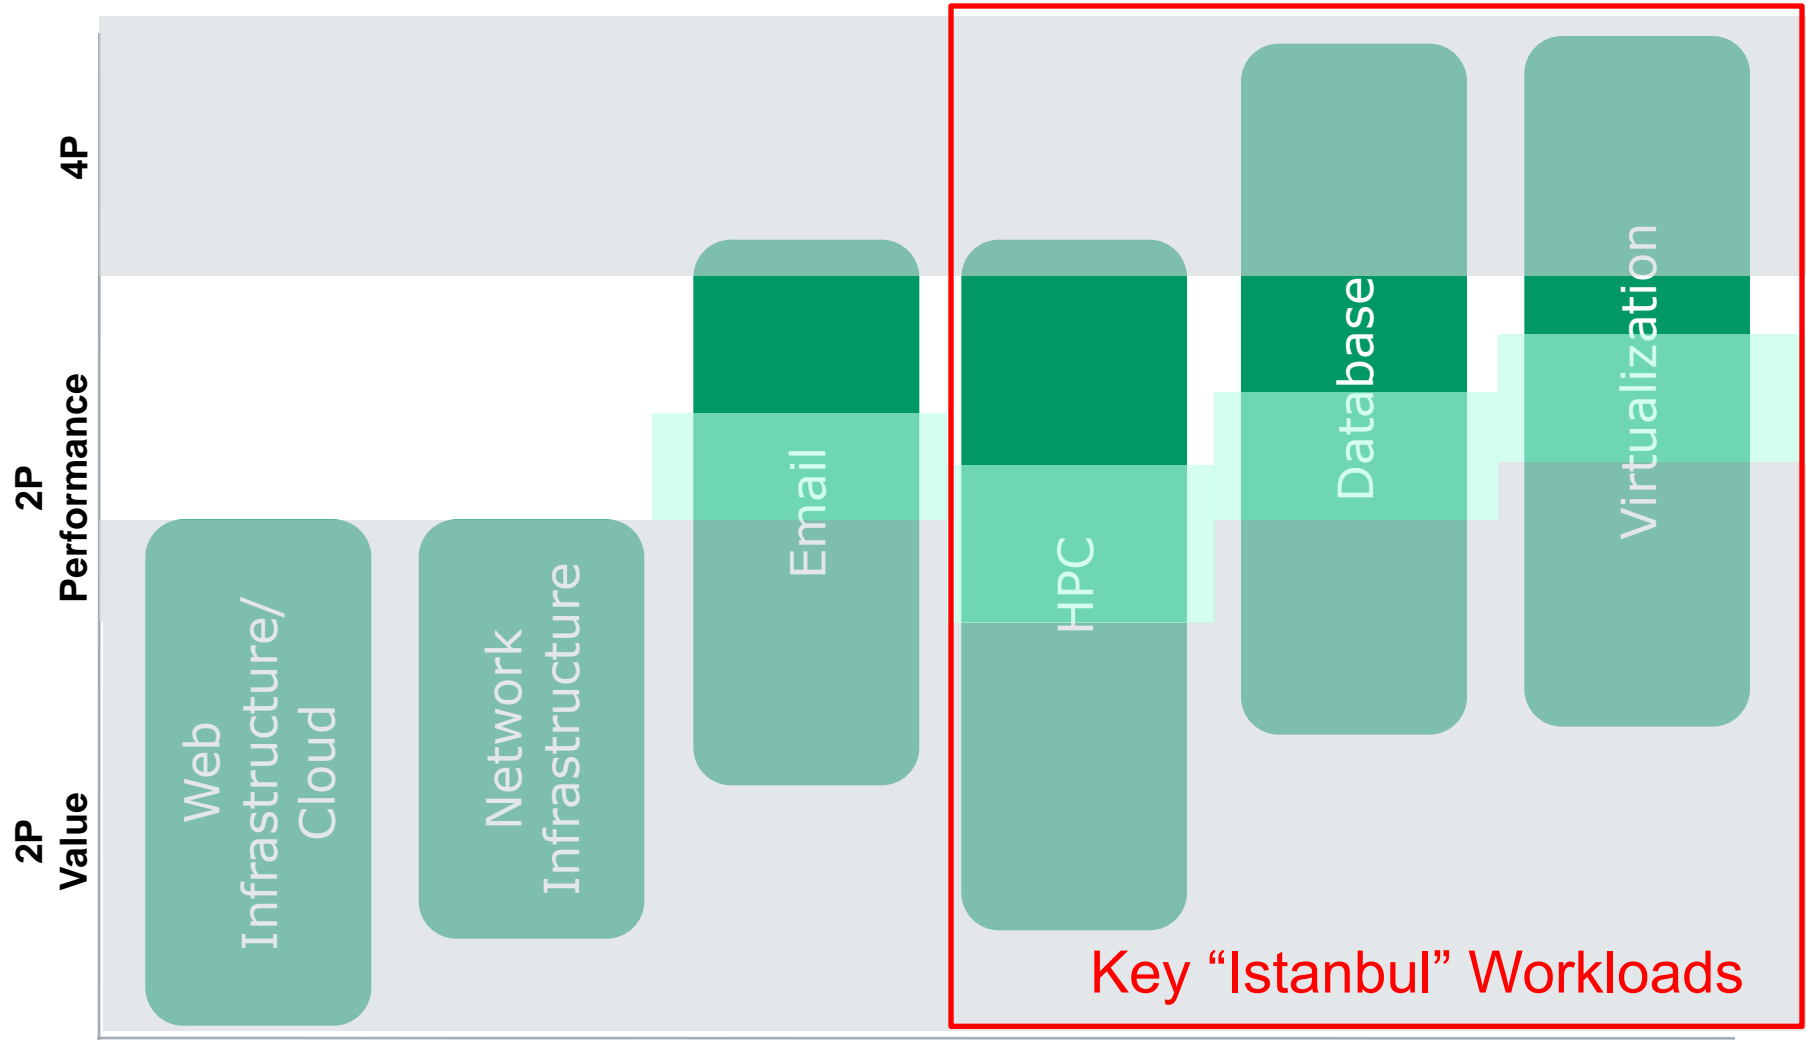 4P
2P
Performance
2P
Value
Web
Infrastructure/
Cloud
Network
Infrastructure
Email
HPC
Database
Virtualization
Key “Istanbul” Workloads